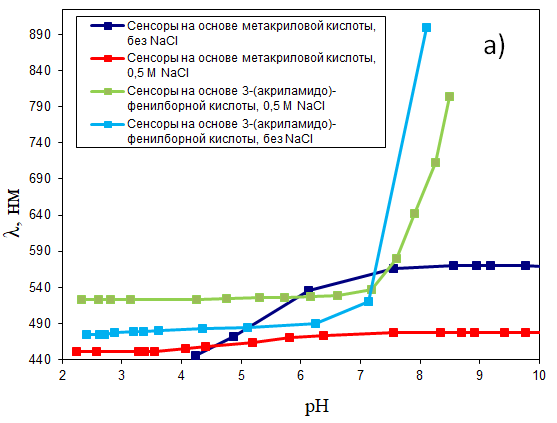 а)
Сенсоры на основе метакриловой кислоты,
без NaCl
Сенсоры на основе метакриловой кислоты,
0,5 M NaCl
Сенсоры на основе 3-(акриламидо)-
фенилборной кислоты, 0,5 M NaCl
Сенсоры на основе 3-(акриламидо)-
фенилборной кислоты, без NaCl
λ, нм
890
840
790
740
690
640
590
540
490
440
2 3 4 5 6 7 8 9 10
pH